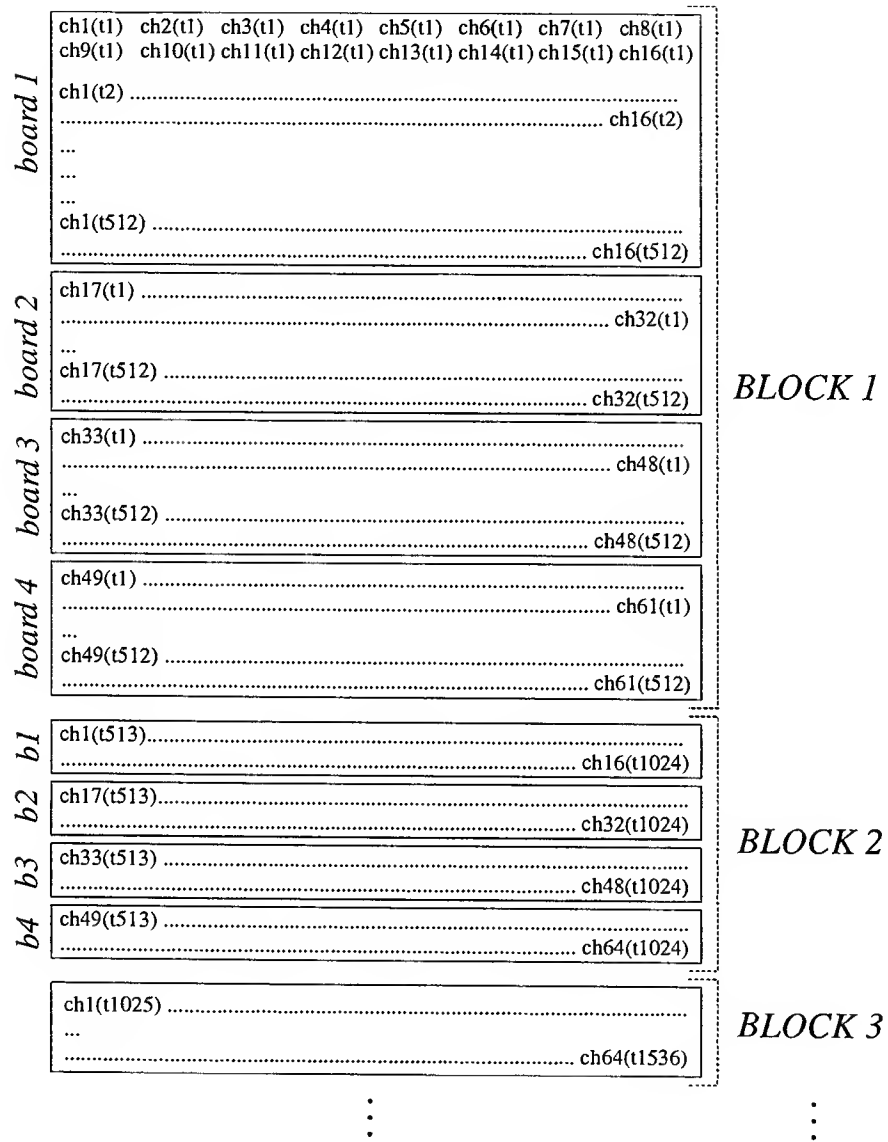 board 1
ch1(t1) ch2(t1) ch3(t1) ch4(t1) ch5(t1) ch6(t1) ch7(t1) ch8(t1)
ch9(t1) ch10(t1) ch11(t1) ch12(t1) ch13(t1) ch14(t1) ch15(t1) ch16(t1)
ch1(t2) ...............................................
............................................... ch16(t2)
...
...
...
ch1(t512) ...............................................
............................................... ch16(t512)
board 2
ch17(t1) ...............................................
............................................... ch32(t1)
...
ch17(t512) ...............................................
............................................... ch32(t512)
BLOCK 1
board 3
ch33(t1) ...............................................
............................................... ch48(t1)
...
ch33(t512) ...............................................
............................................... ch48(t512)
board 4
ch49(t1) ...............................................
............................................... ch61(t1)
...
ch49(t512) ...............................................
............................................... ch61(t512)
b1
ch1(t513)...............................................
............................................... ch16(t1024)
b2
ch17(t513)...............................................
............................................... ch32(t1024)
BLOCK 2
b3
ch33(t513) ...............................................
............................................... ch48(t1024)
b4
ch49(t513) ...............................................
............................................... ch64(t1024)
ch1(t1025) ...............................................
...
............................................... ch64(t1536)
BLOCK 3